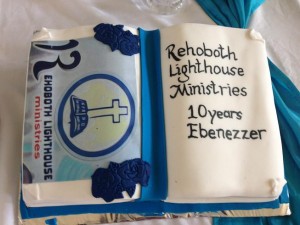 R
EHOBOTH LIGHTHOUSE
ministries
Rehoboth
Lighthouse
Ministries
10years
Ebenezzer